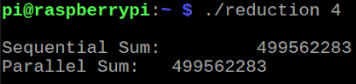 pi@raspberrypi:~ $ ./reduction 4
Sequential Sum: 499562283
Parallel Sum: 499562283